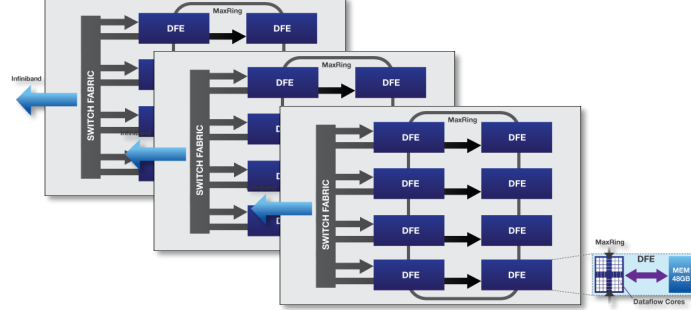 MaxRing
DFE
DFE
Infiniband
SWITCH FABRIC
MaxRing
DFE
DFE
SWITCH FABRIC
MaxRing
DFE
DFE
DFE
DFE
SWITCH FABRIC
DFE
DFE
DFE
DFE
MaxRing
DFE
MEM
48GB
Dataflow Cores